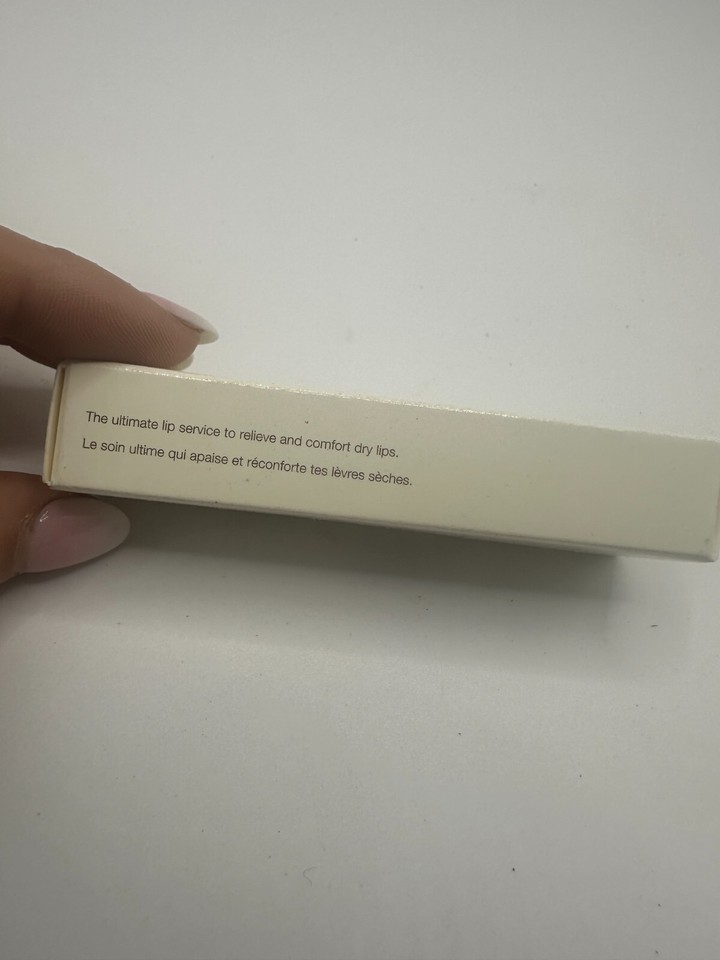 The ultimate lip service to relieve and comfort dry lips.
Le soin ultime qui apaise et réconforte tes lèvres sèches.